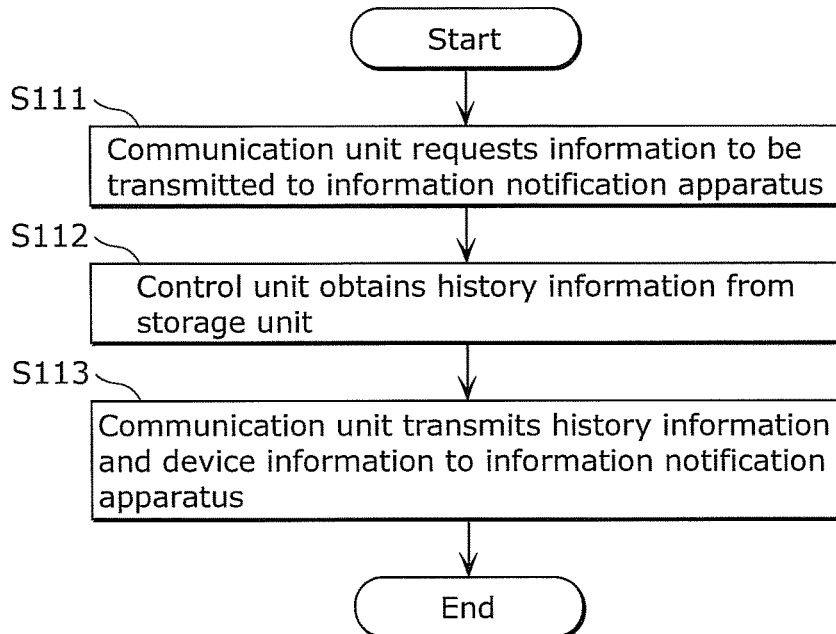 Start
S111
Communication unit requests information to be
transmitted to information notification apparatus
S112
Control unit obtains history information from
storage unit
S113
Communication unit transmits history information
and device information to information notification
apparatus
End